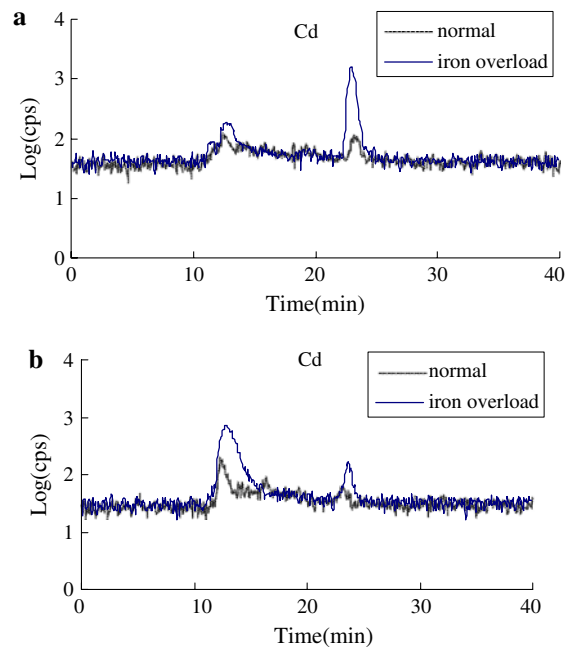 a
Cd
normal
iron overload
4
3
2
1
0
Log(cps)
0 10 20 30 40
Time(min)
b
Cd
normal
iron overload
4
3
2
1
0
Log(cps)
0 10 20 30 40
Time(min)